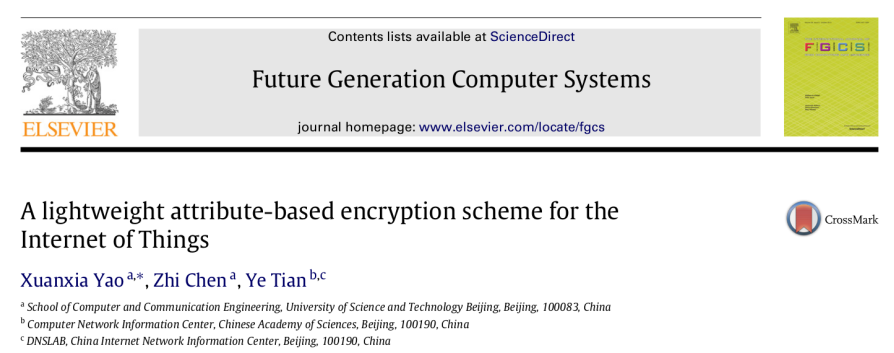 Contents lists available at ScienceDirect
Future Generation Computer Systems
journal homepage: www.elsevier.com/locate/fgcs
ELSEVIER
FGCS
A lightweight attribute-based encryption scheme for the
Internet of Things
CrossMark
Xuanxia Yao a,*, Zhi Chen a, Ye Tian b,c
a School of Computer and Communication Engineering, University of Science and Technology Beijing, Beijing, 100083, China
b Computer Network Information Center, Chinese Academy of Sciences, Beijing, 100190, China
c DNSLAB, China Internet Network Information Center, Beijing, 100190, China